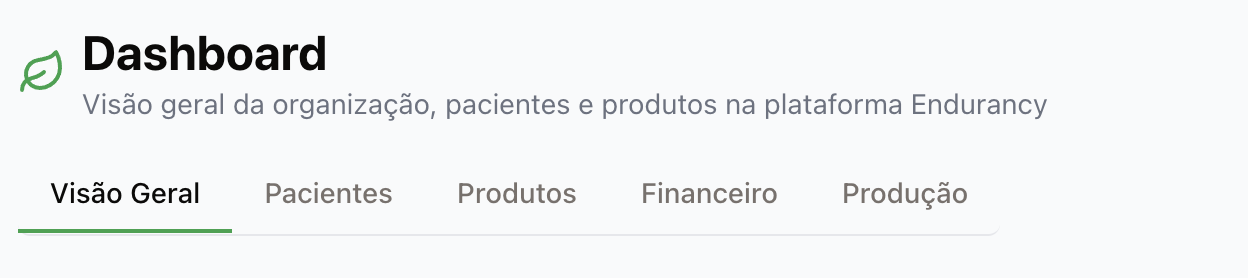 Dashboard
Visão geral da organização, pacientes e produtos na plataforma Endurancy
Visão Geral Pacientes Produtos Financeiro Produção